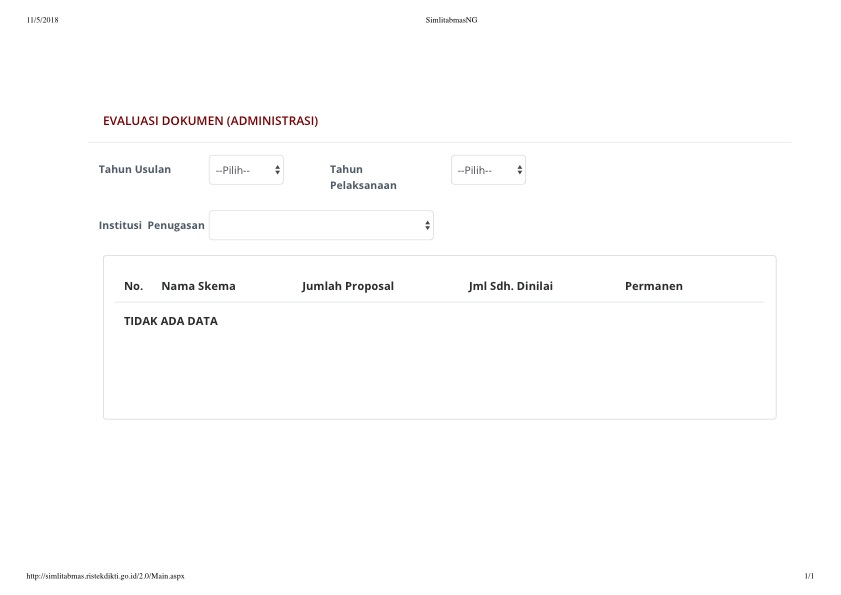 11/5/2018 SimlitabmasNG
EVALUASI DOKUMEN (ADMINISTRASI)
Tahun Usulan --Pilih-- Tahun Pelaksanaan --Pilih--
Institusi Penugasan
No. Nama Skema Jumlah Proposal Jml Sdh. Dinilai Permanen
TIDAK ADA DATA
http://simlitabmas.ristekdikti.go.id/2.0/Main.aspx 1/1